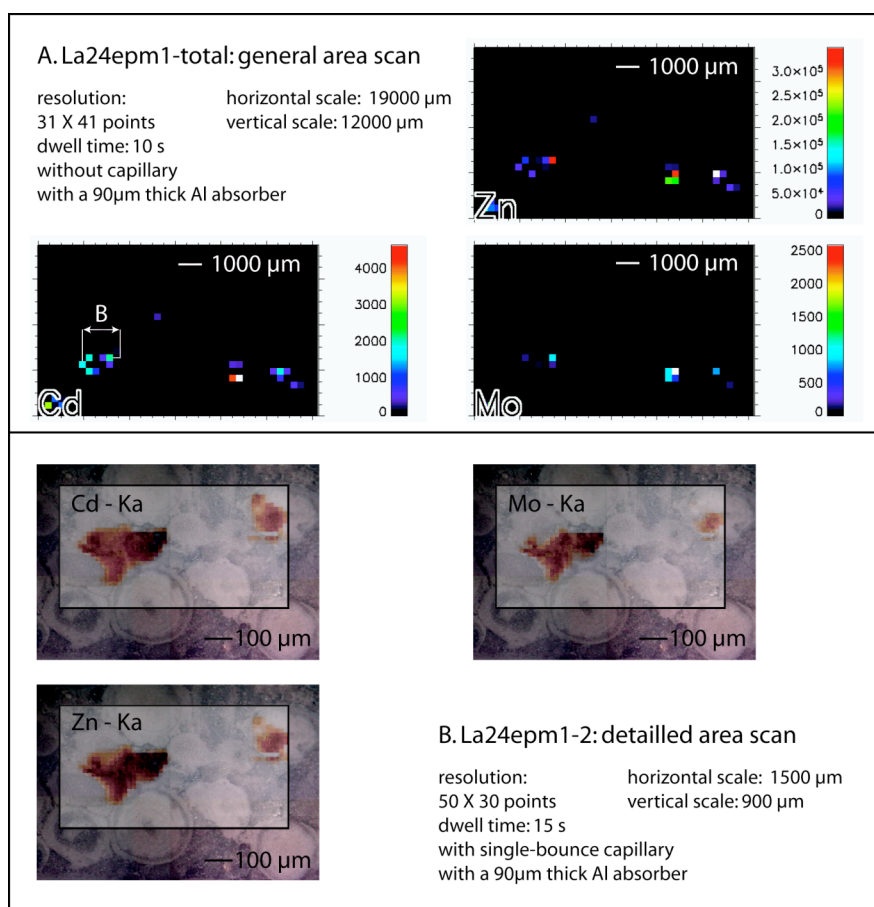 A. La24epm1-total: general area scan
resolution:
31 X 41 points
dwell time: 10 s
without capillary
with a 90µm thick Al absorber
horizontal scale: 19000 µm
vertical scale: 12000 µm
1000 µm
Zn
3.0×10⁵
2.5×10⁵
2.0×10⁵
1.5×10⁵
1.0×10⁵
5.0×10⁴
0
1000 µm
B
Cd
4000
3000
2000
1000
0
1000 µm
Mo
2500
2000
1500
1000
500
0
Cd - Ka
100 µm
Mo - Ka
100 µm
Zn - Ka
100 µm
B. La24epm1-2: detailled area scan
resolution:
50 X 30 points
dwell time: 15 s
with single-bounce capillary
with a 90µm thick Al absorber
horizontal scale: 1500 µm
vertical scale: 900 µm